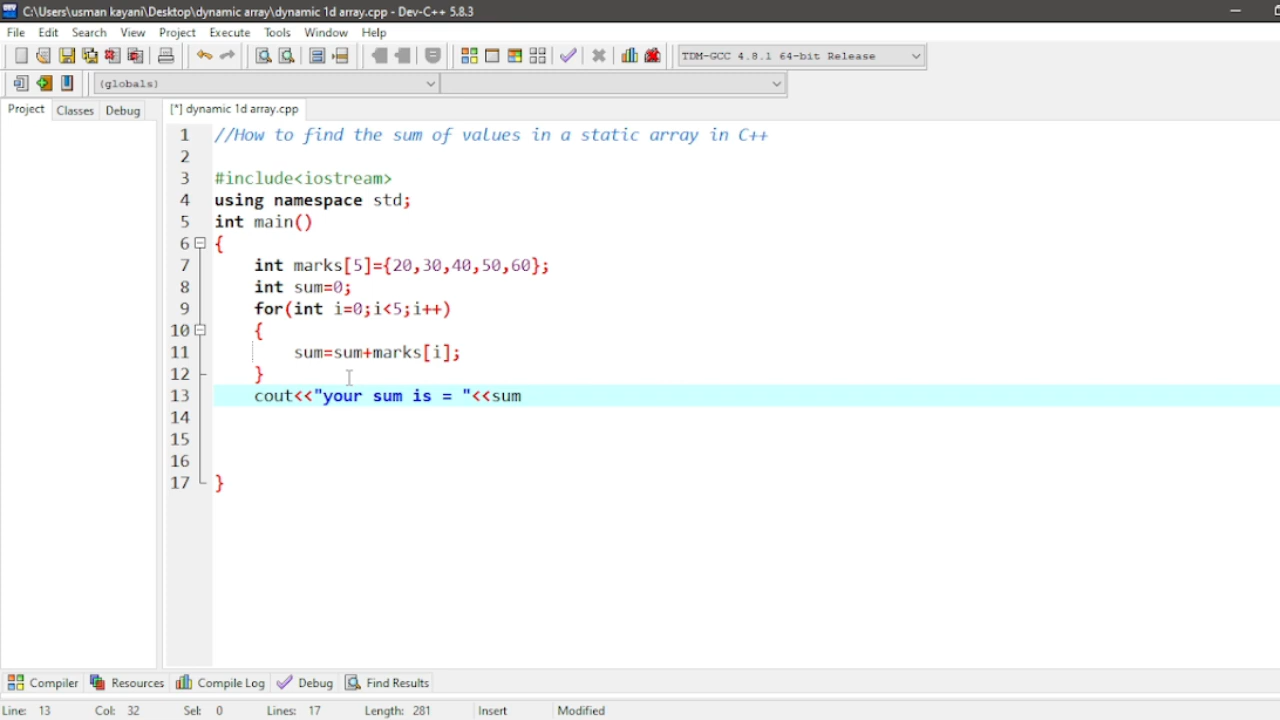 C:\Users\usman kayani\Desktop\dynamic array\dynamic 1d array.cpp - Dev-C++ 5.8.3
File Edit Search View Project Execute Tools Window Help
TDM-GCC 4.8.1 64-bit Release
(globals)
Project Classes Debug [*] dynamic 1d array.cpp
1 //How to find the sum of values in a static array in C++
2
3 #include<iostream>
4 using namespace std;
5 int main()
6 {
7 int marks[5]={20,30,40,50,60};
8 int sum=0;
9 for(int i=0;i<5;i++)
10 {
11 sum=sum+marks[i];
12 }
13 cout<<"your sum is = "<<sum
14
15
16
17 }
Compiler Resources Compile Log Debug Find Results
Line: 13 Col: 32 Sel: 0 Lines: 17 Length: 281 Insert Modified